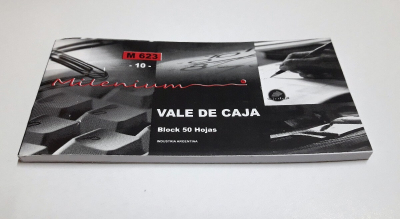 M 623
- 10 -
Milenium
VALE DE CAJA
Block 50 Hojas
INDUSTRIA ARGENTINA